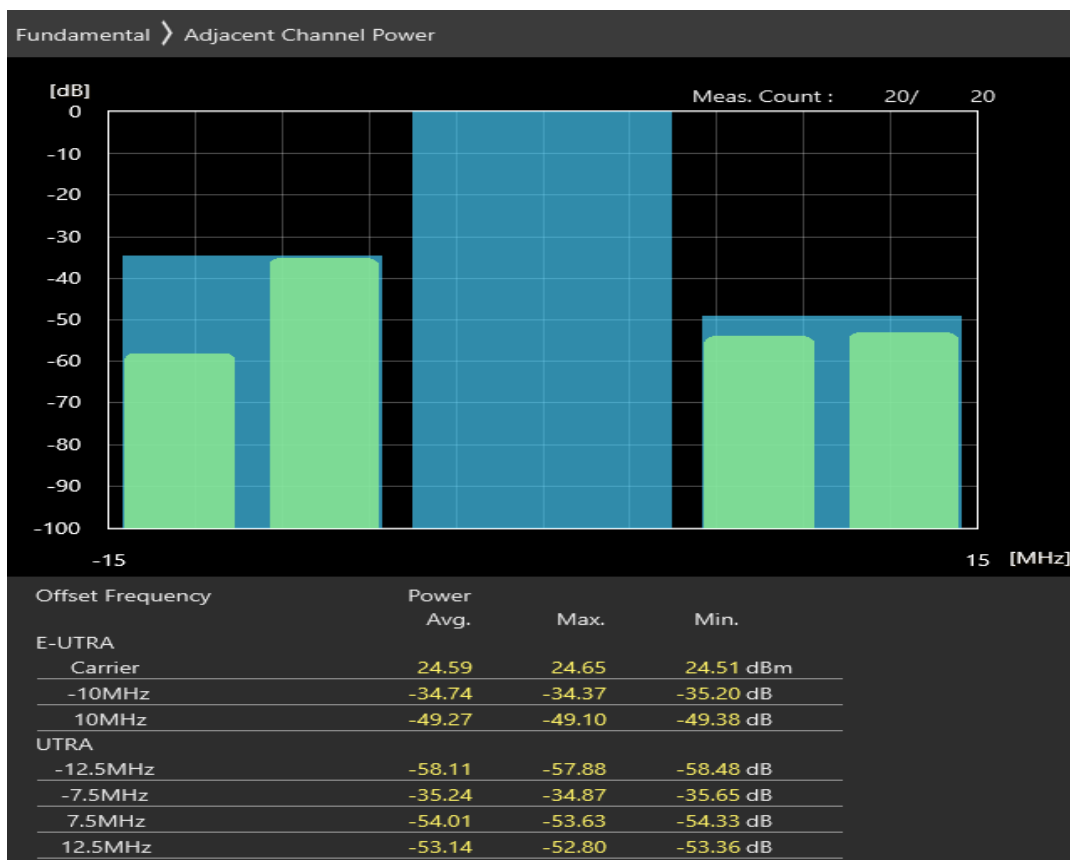 Fundamental 〉 Adjacent Channel Power
[dB]
Meas. Count : 20/ 20
0
-10
-20
-30
-40
-50
-60
-70
-80
-90
-100
-15 15 [MHz]
Offset Frequency Power
Avg. Max. Min.
E-UTRA
Carrier 24.59 24.65 24.51 dBm
-10MHz -34.74 -34.37 -35.20 dB
10MHz -49.27 -49.10 -49.38 dB
UTRA
-12.5MHz -58.11 -57.88 -58.48 dB
-7.5MHz -35.24 -34.87 -35.65 dB
7.5MHz -54.01 -53.63 -54.33 dB
12.5MHz -53.14 -52.80 -53.36 dB